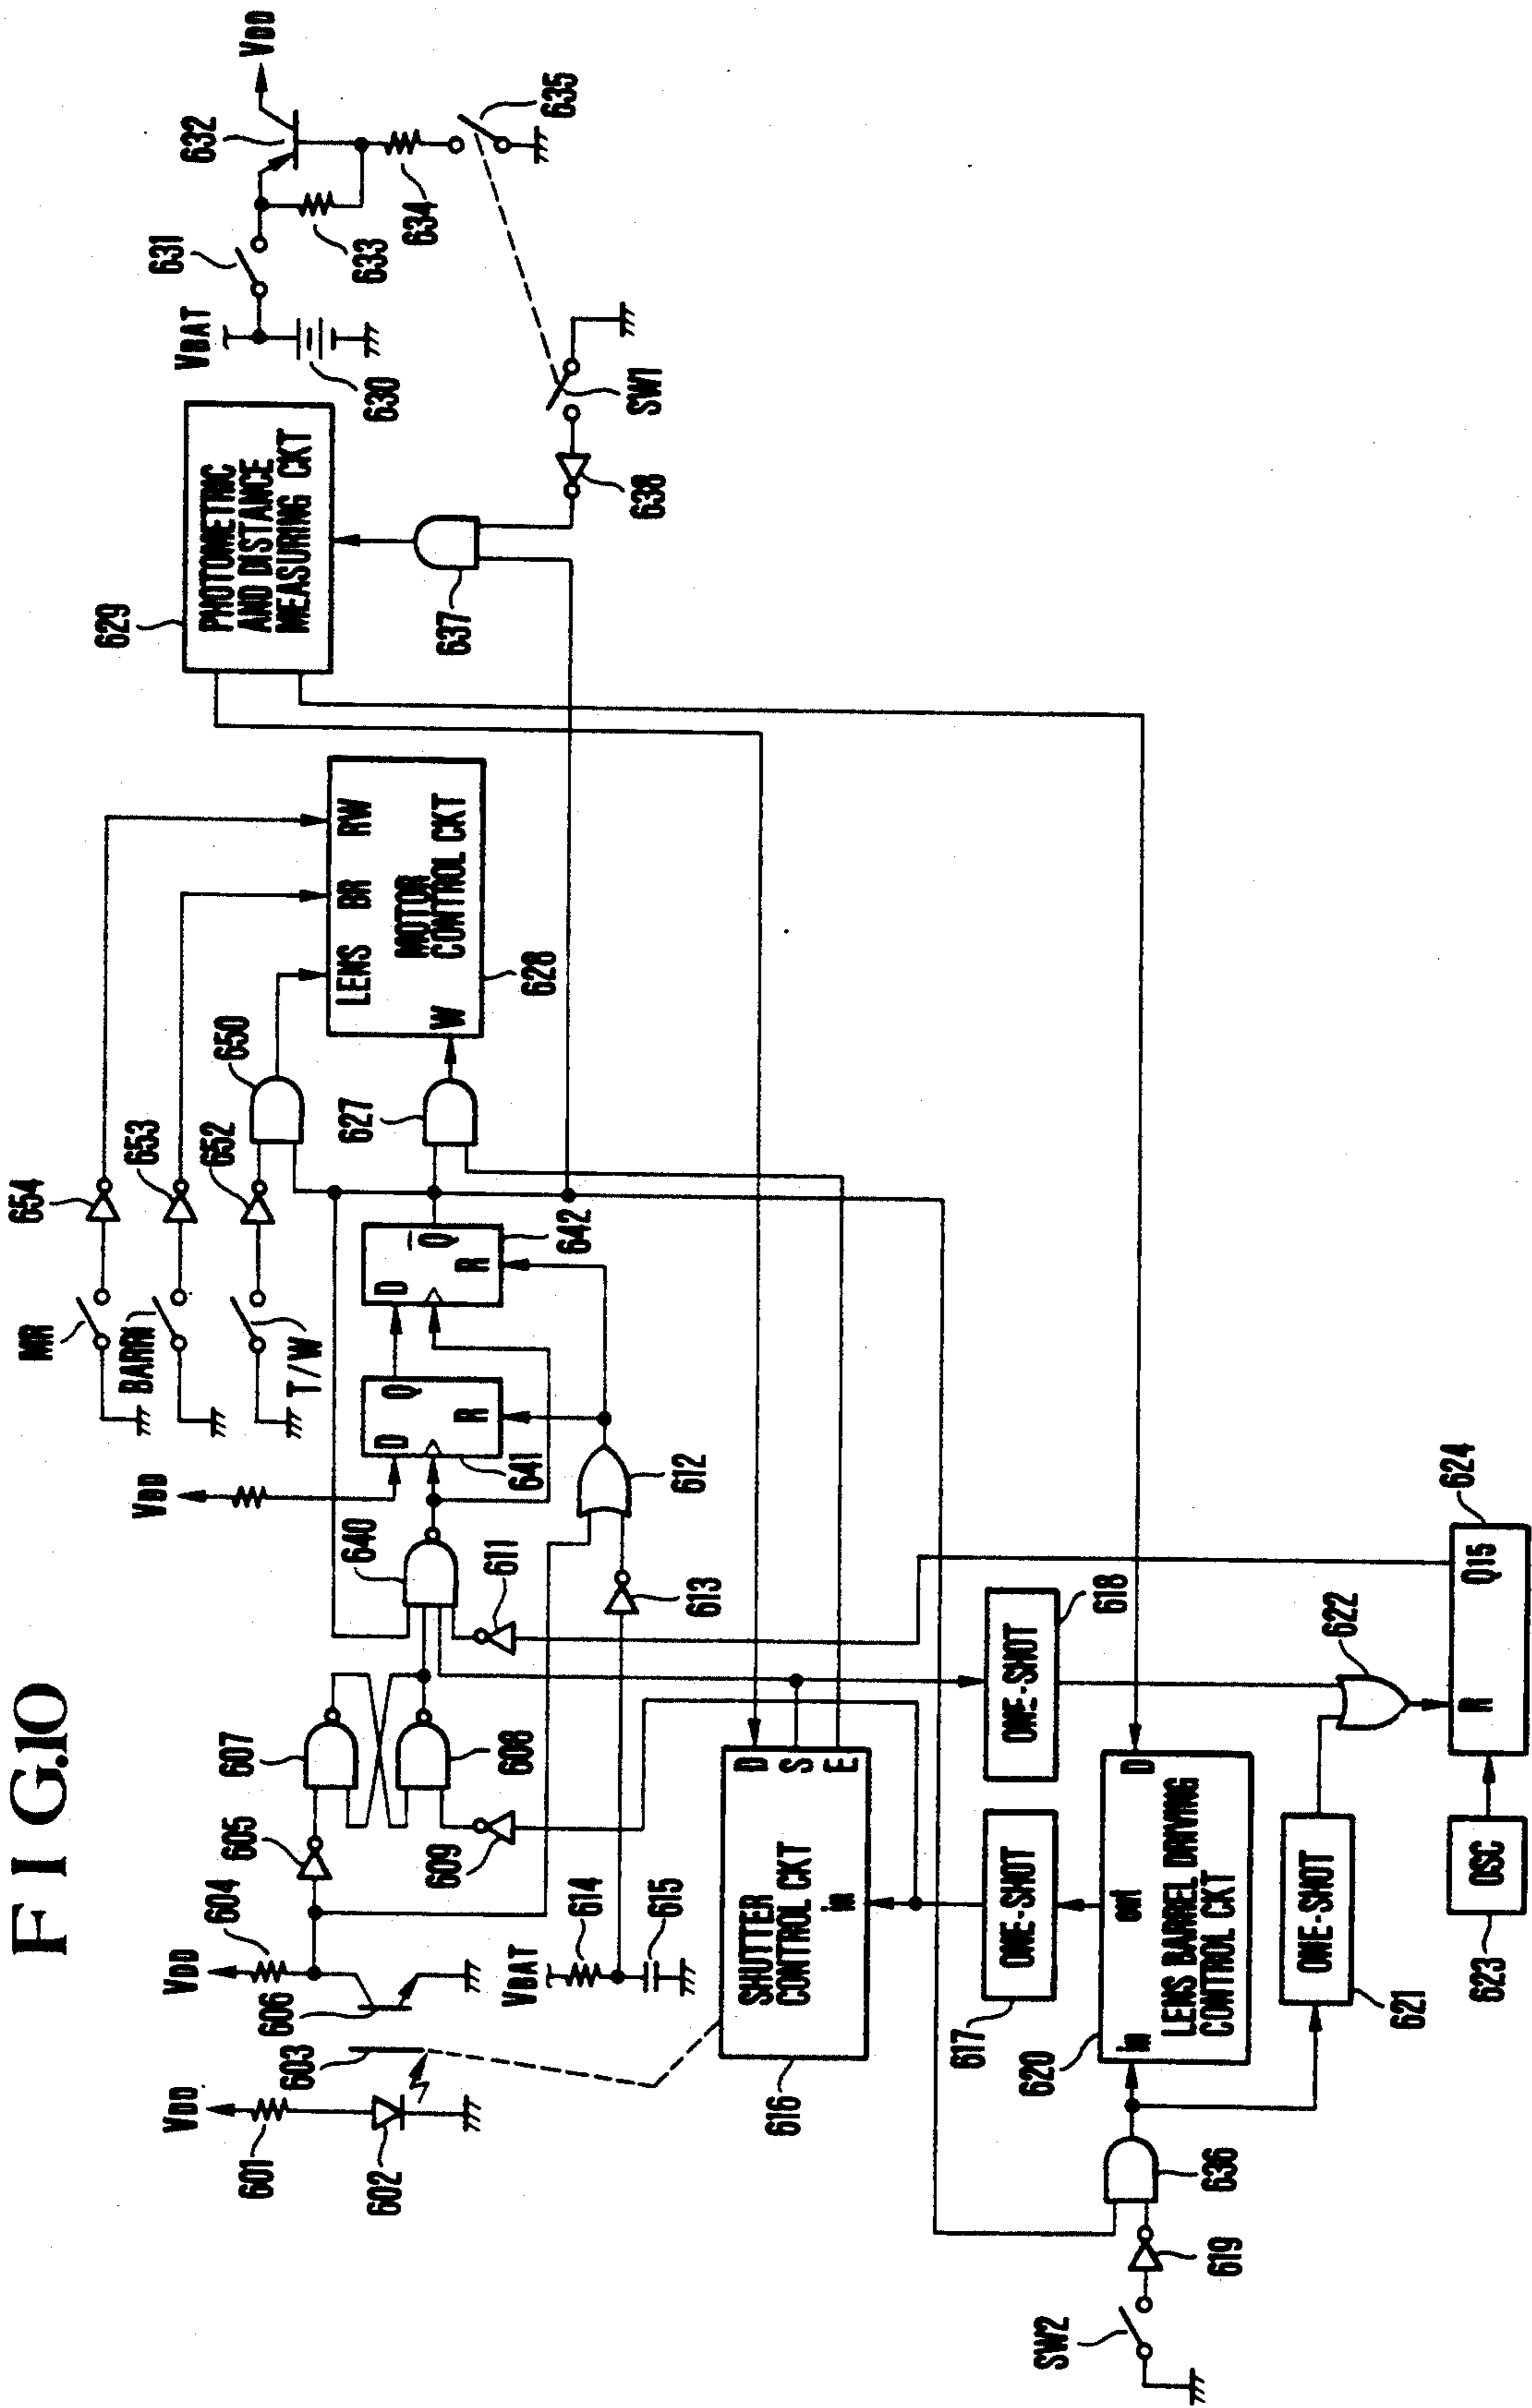 FIG.10
VDD
601
602
603
VDD
604
606
605
607
608
609
VBAT
614
615
613
611
640
612
VDD
D
Q
641
R
D
Q
R
642
MR
BARRI
T/W
654
653
652
650
627
LENS
BR
RW
W
MOTOR
CONTROL CKT
628
629
PHOTOMETRIC
AND DISTANCE
MEASURING CKT
637
638
SW1
VBAT
630
631
632
633
634
635
VDD
616
SHUTTER
CONTROL CKT
in
D
S
E
617
ONE-SHOT
ONE-SHOT
618
SW2
619
636
620
in
enl
D
LENS BARREL DRIVING
CONTROL CKT
ONE-SHOT
621
622
623
OSC
R
Q15
624